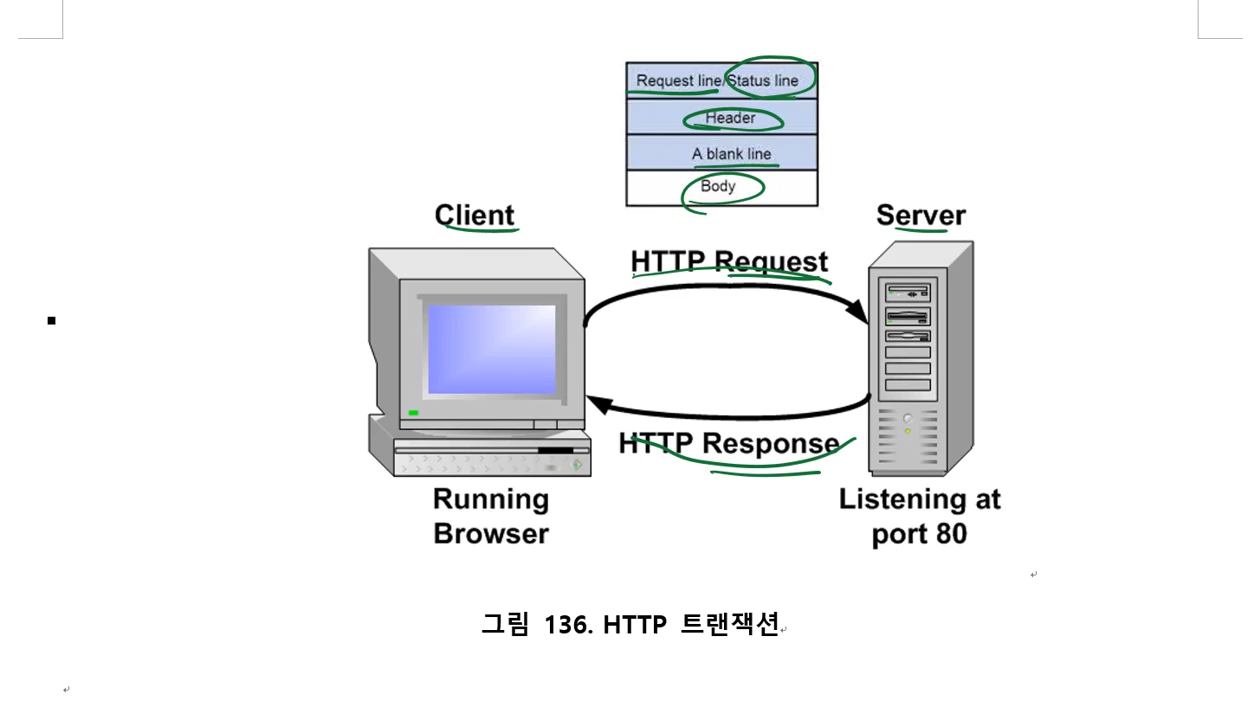 Request line/Status line
Header
A blank line
Body
Client
Server
HTTP Request
HTTP Response
Running
Browser
Listening at
port 80
그림 136. HTTP 트랜잭션